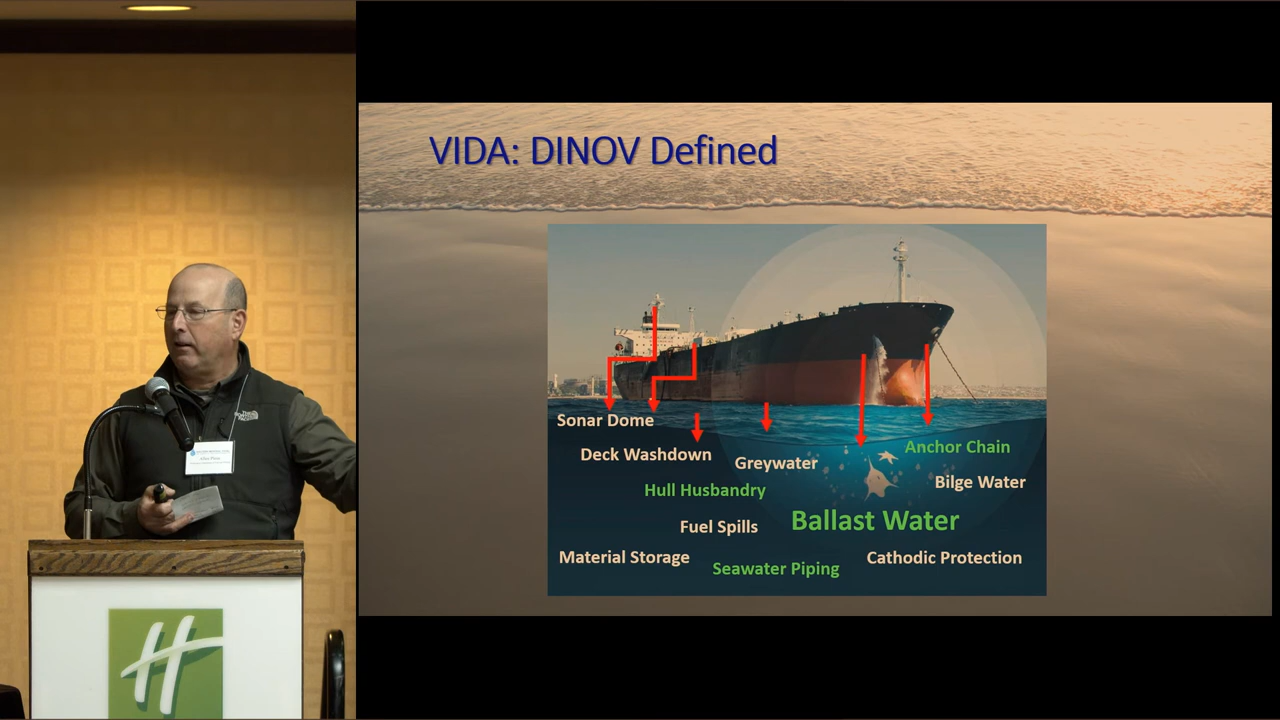 VIDA: DINOV Defined
Sonar Dome
Deck Washdown
Greywater
Anchor Chain
Hull Husbandry
Bilge Water
Fuel Spills
Ballast Water
Material Storage
Seawater Piping
Cathodic Protection
H